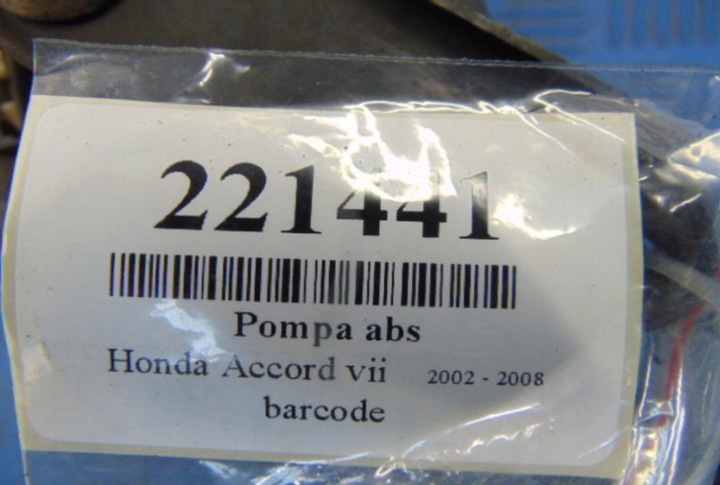 221441
Pompa abs
Honda Accord vii 2002 - 2008
barcode